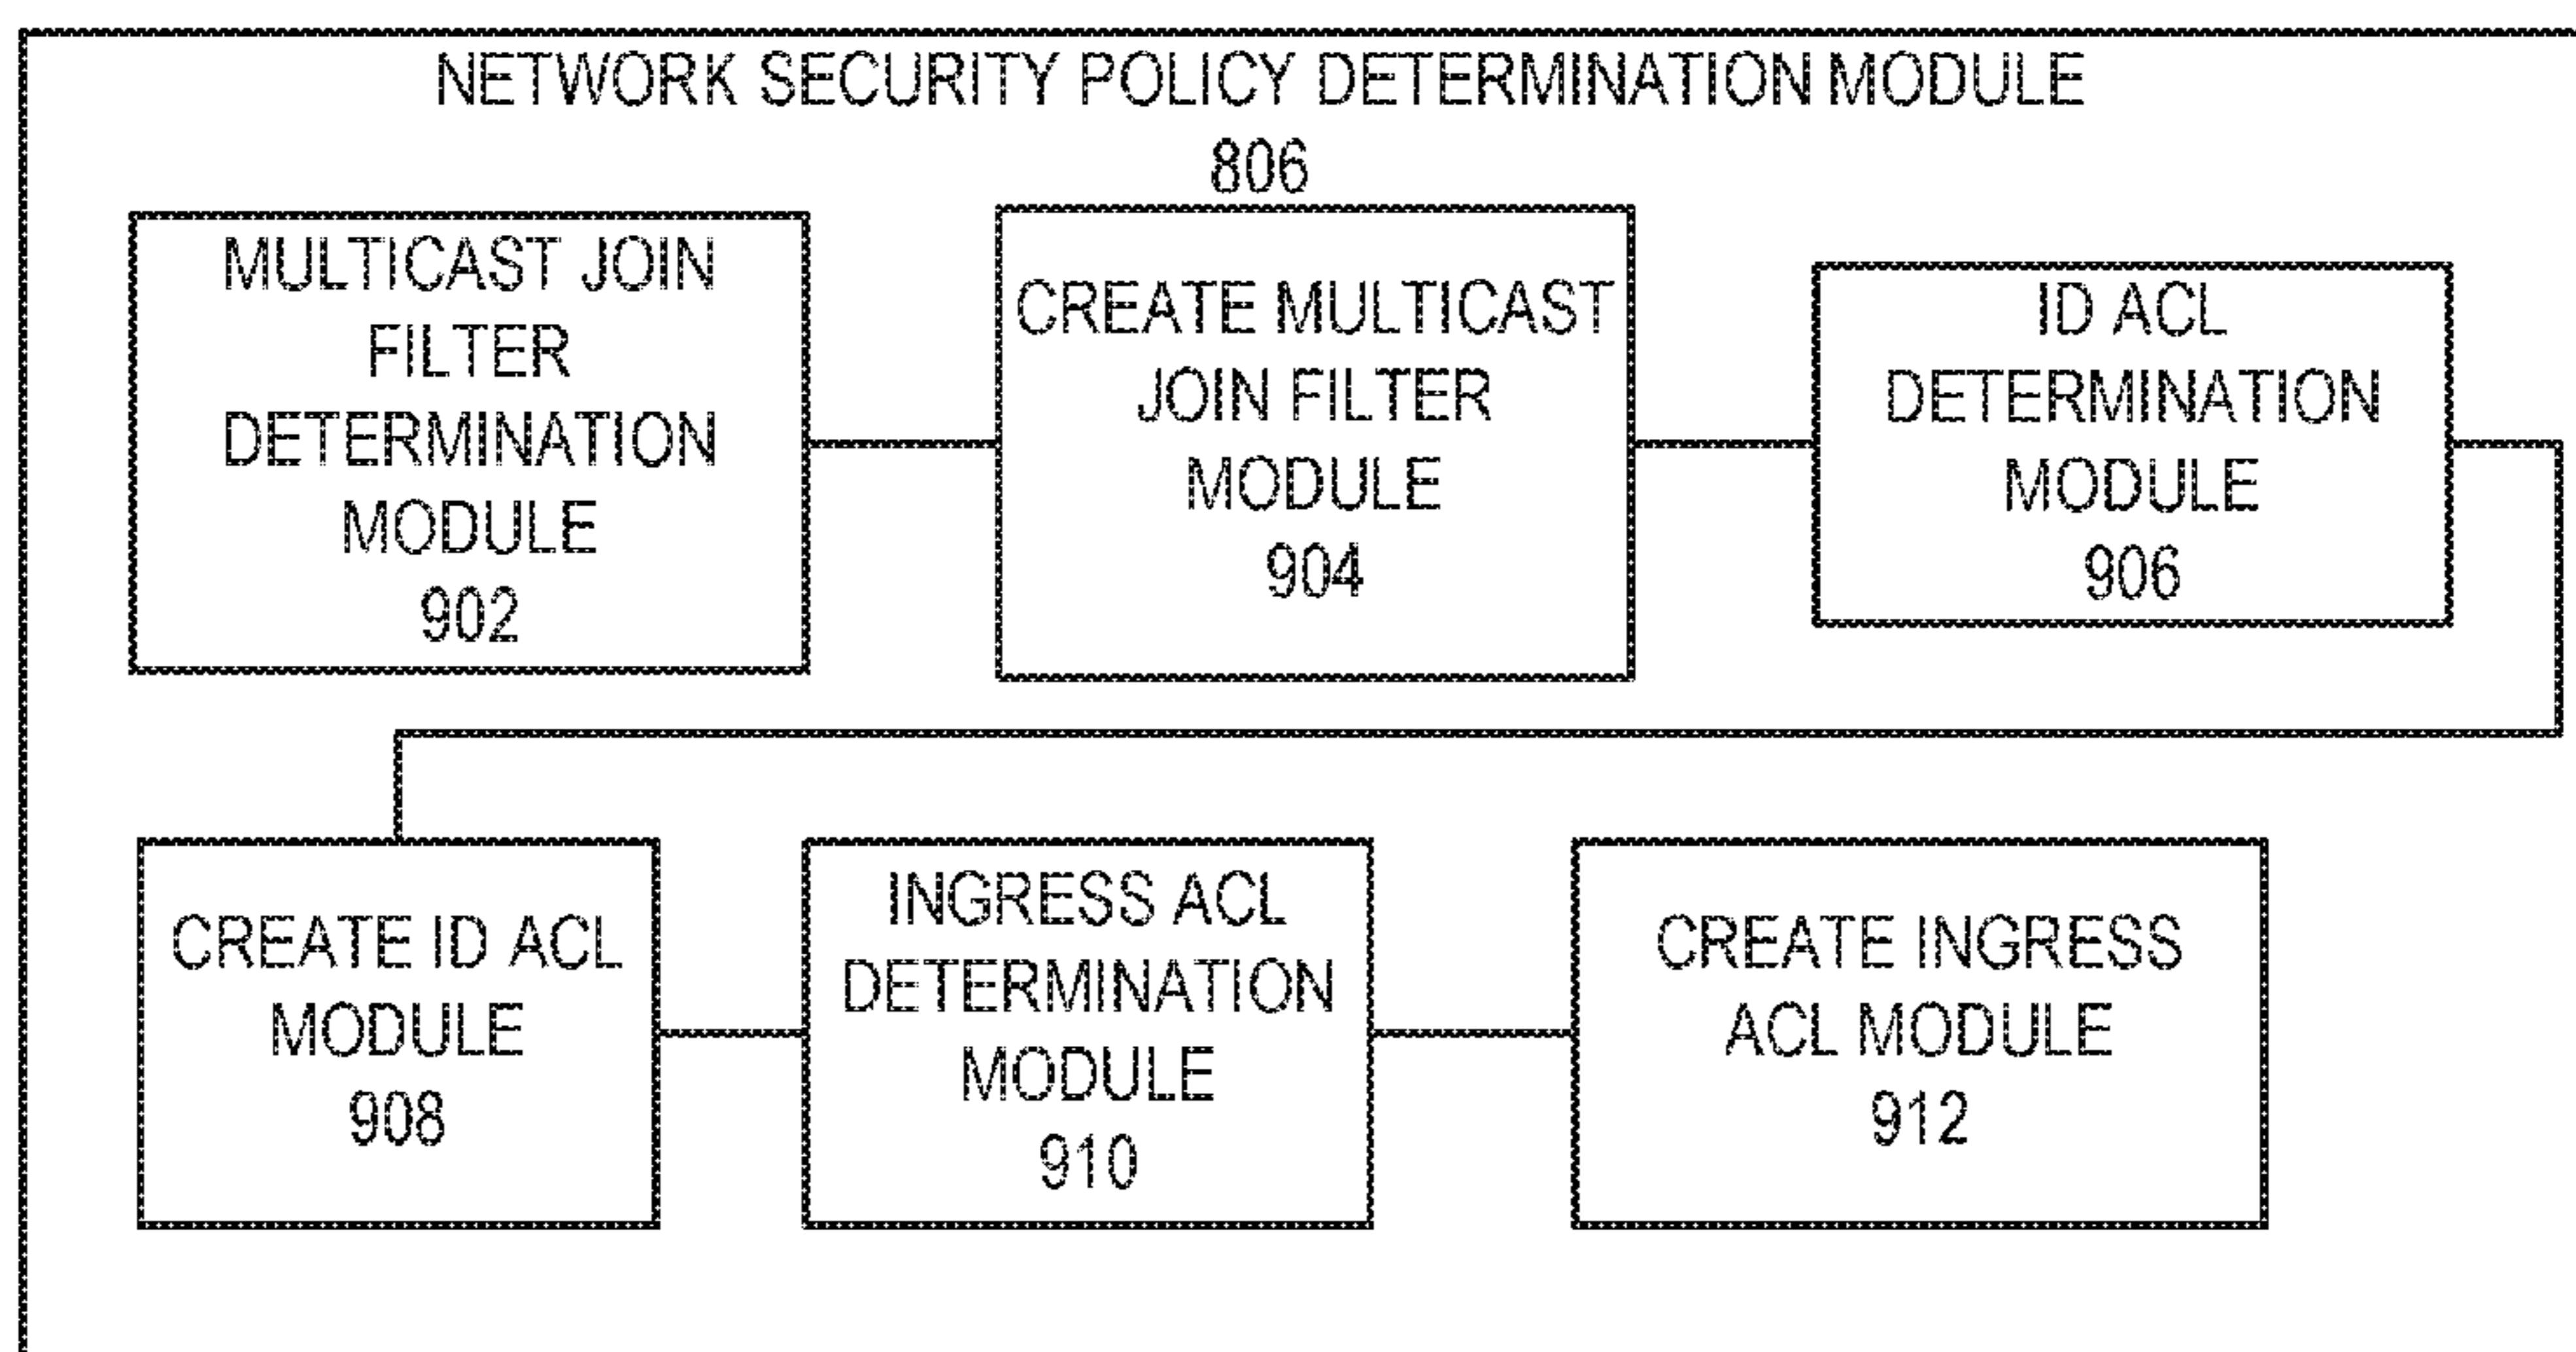 NETWORK SECURITY POLICY DETERMINATION MODULE
806
MULTICAST JOIN
FILTER
DETERMINATION
MODULE
902
CREATE MULTICAST
JOIN FILTER
MODULE
904
ID ACL
DETERMINATION
MODULE
906
CREATE ID ACL
MODULE
908
INGRESS ACL
DETERMINATION
MODULE
910
CREATE INGRESS
ACL MODULE
912